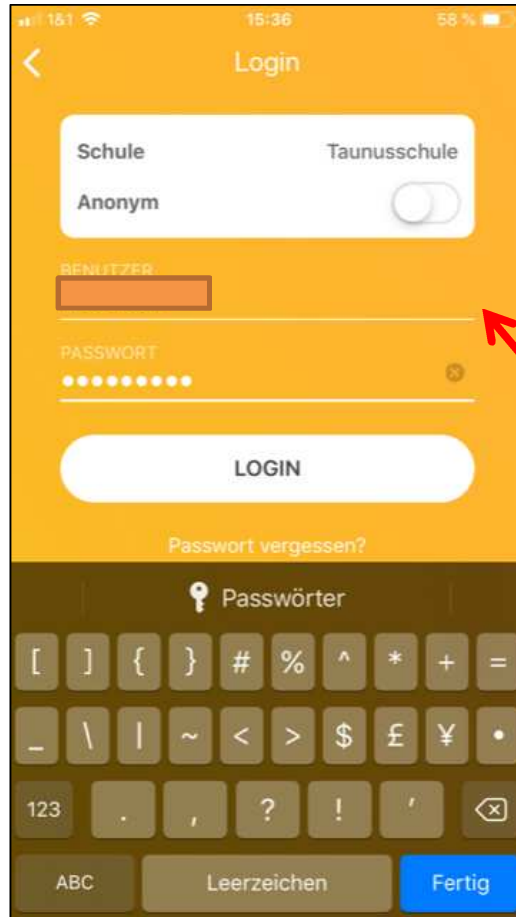 1&1 15:36 58 %
Login
Schule Taunusschule
Anonym
BENUTZER
PASSWORT
•••••••••
LOGIN
Passwort vergessen?
Passwörter
[ ] { } # % ^ * + =
_ \ | ~ < > $ £ ¥ •
123 . , ? ! ′
ABC Leerzeichen Fertig